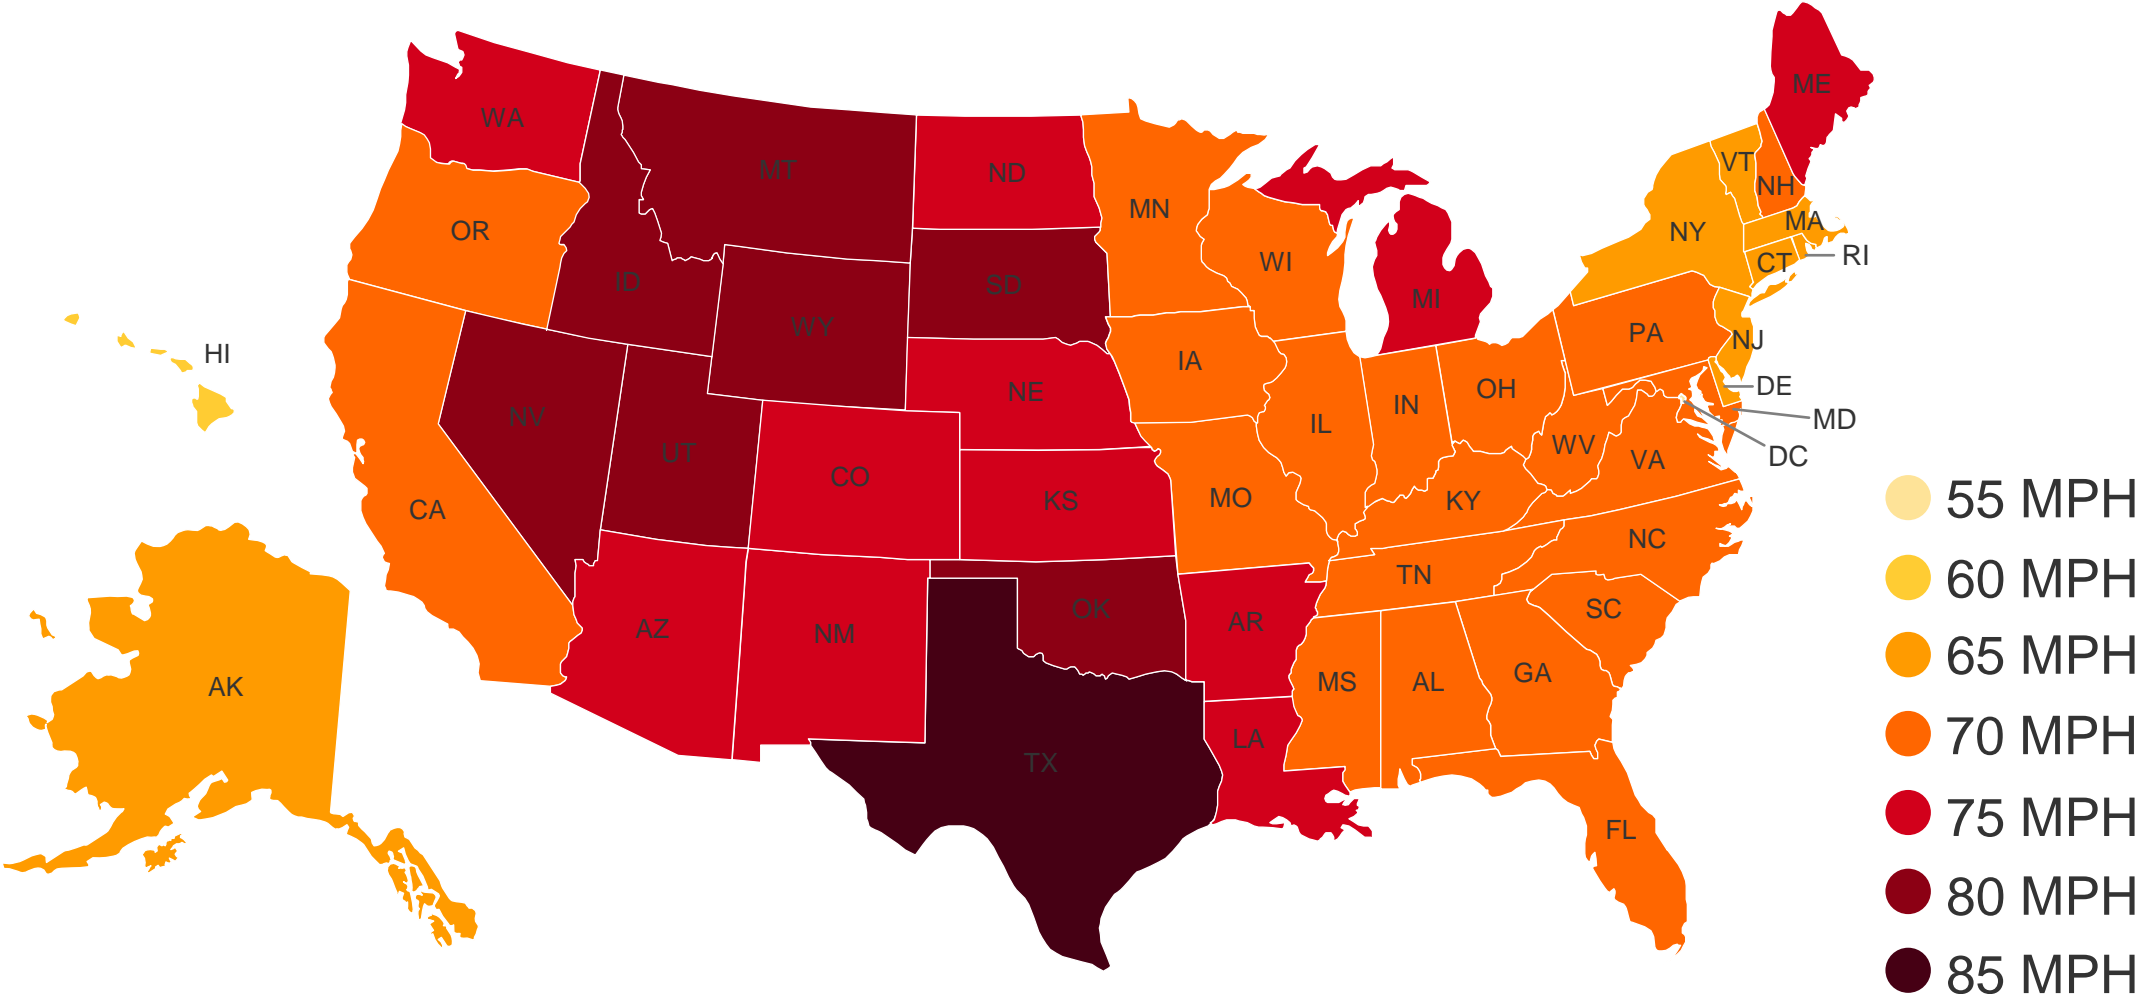 WA
MT
ND
MN
ME
VT
NH
OR
ID
SD
WI
NY
MA
RI
CT
WY
MI
HI
PA
NJ
NV
UT
CO
NE
IA
IL
IN
OH
DE
MD
DC
WV
VA
CA
KS
MO
KY
NC
TN
AZ
NM
OK
AR
SC
MS
AL
GA
AK
TX
LA
FL
55 MPH
60 MPH
65 MPH
70 MPH
75 MPH
80 MPH
85 MPH